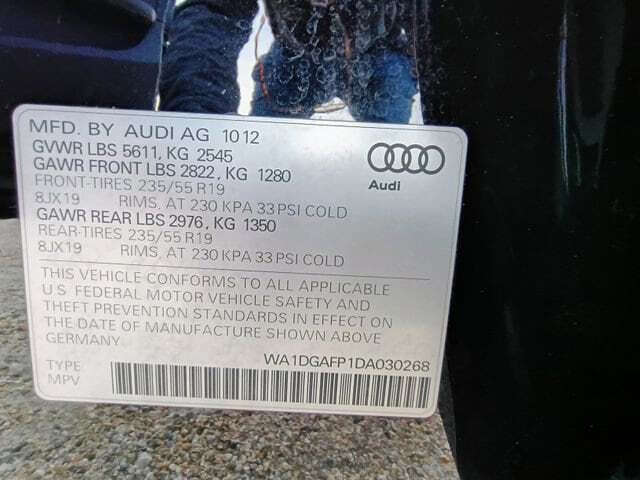 MFD. BY AUDI AG 1012
GVWR LBS 5611, KG 2545
GAWR FRONT LBS 2822, KG 1280
FRONT-TIRES 235/55 R19
8JX19 RIMS, AT 230 KPA 33 PSI COLD
GAWR REAR LBS 2976, KG 1350
REAR-TIRES 235/55 R19
8JX19 RIMS, AT 230 KPA 33 PSI COLD
Audi
THIS VEHICLE CONFORMS TO ALL APPLICABLE
U S FEDERAL MOTOR VEHICLE SAFETY AND
THEFT PREVENTION STANDARDS IN EFFECT ON
THE DATE OF MANUFACTURE SHOWN ABOVE
GERMANY.
WA1DGAFP1DA030268
TYPE
MPV